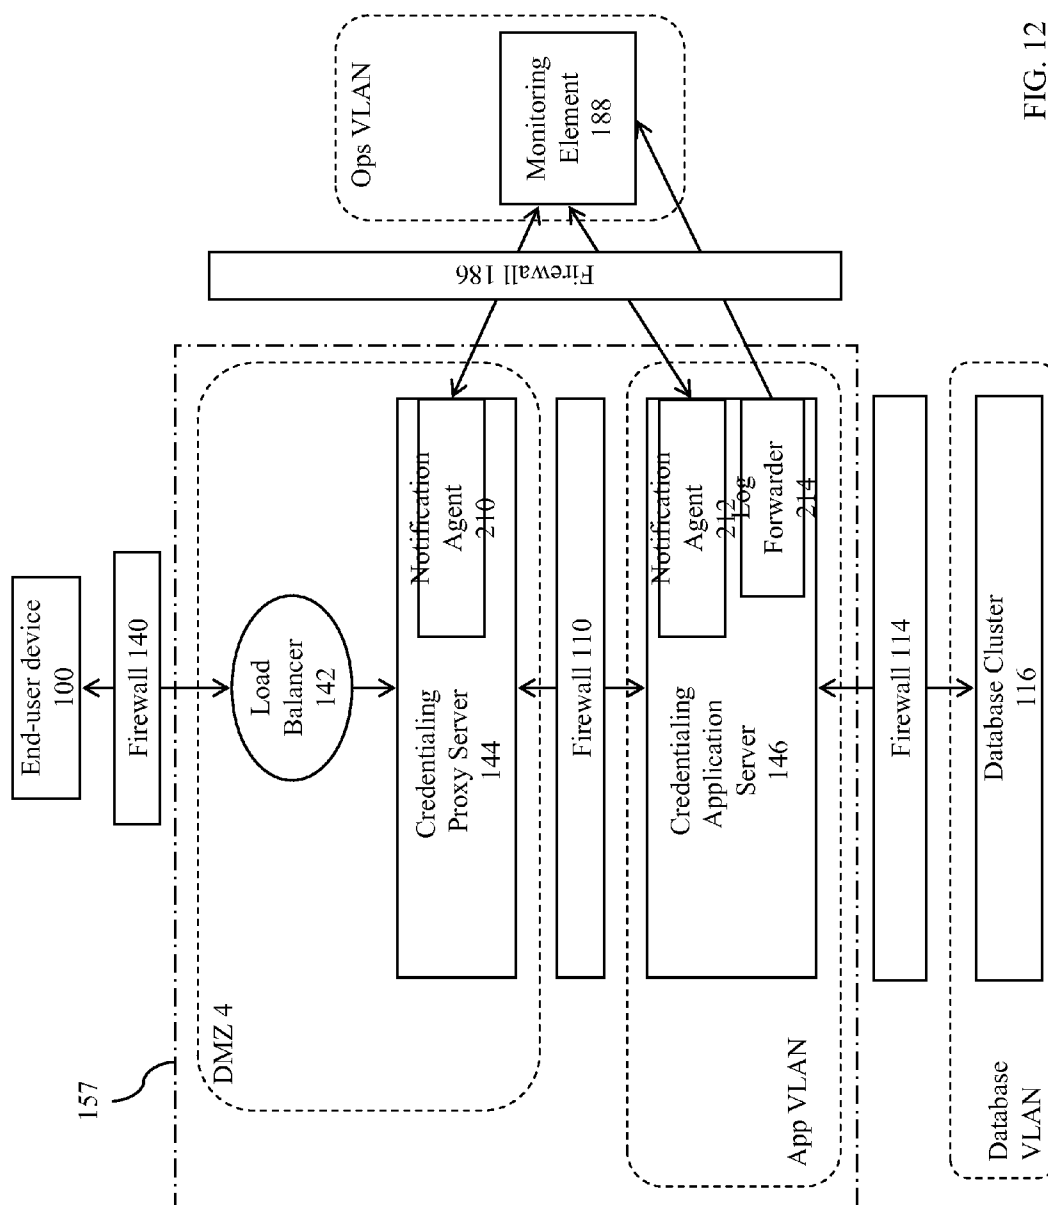 End-user device
100
Firewall 140
157
DMZ 4
Load
Balancer
142
Credentialing
Proxy Server
144
Notification
Agent
210
Firewall 110
App VLAN
Credentialing
Application
Server
146
Notification
Agent
212
Log
Forwarder
214
Firewall 114
Database
VLAN
Database Cluster
116
Firewall 186
Ops VLAN
Monitoring
Element
188
FIG. 12